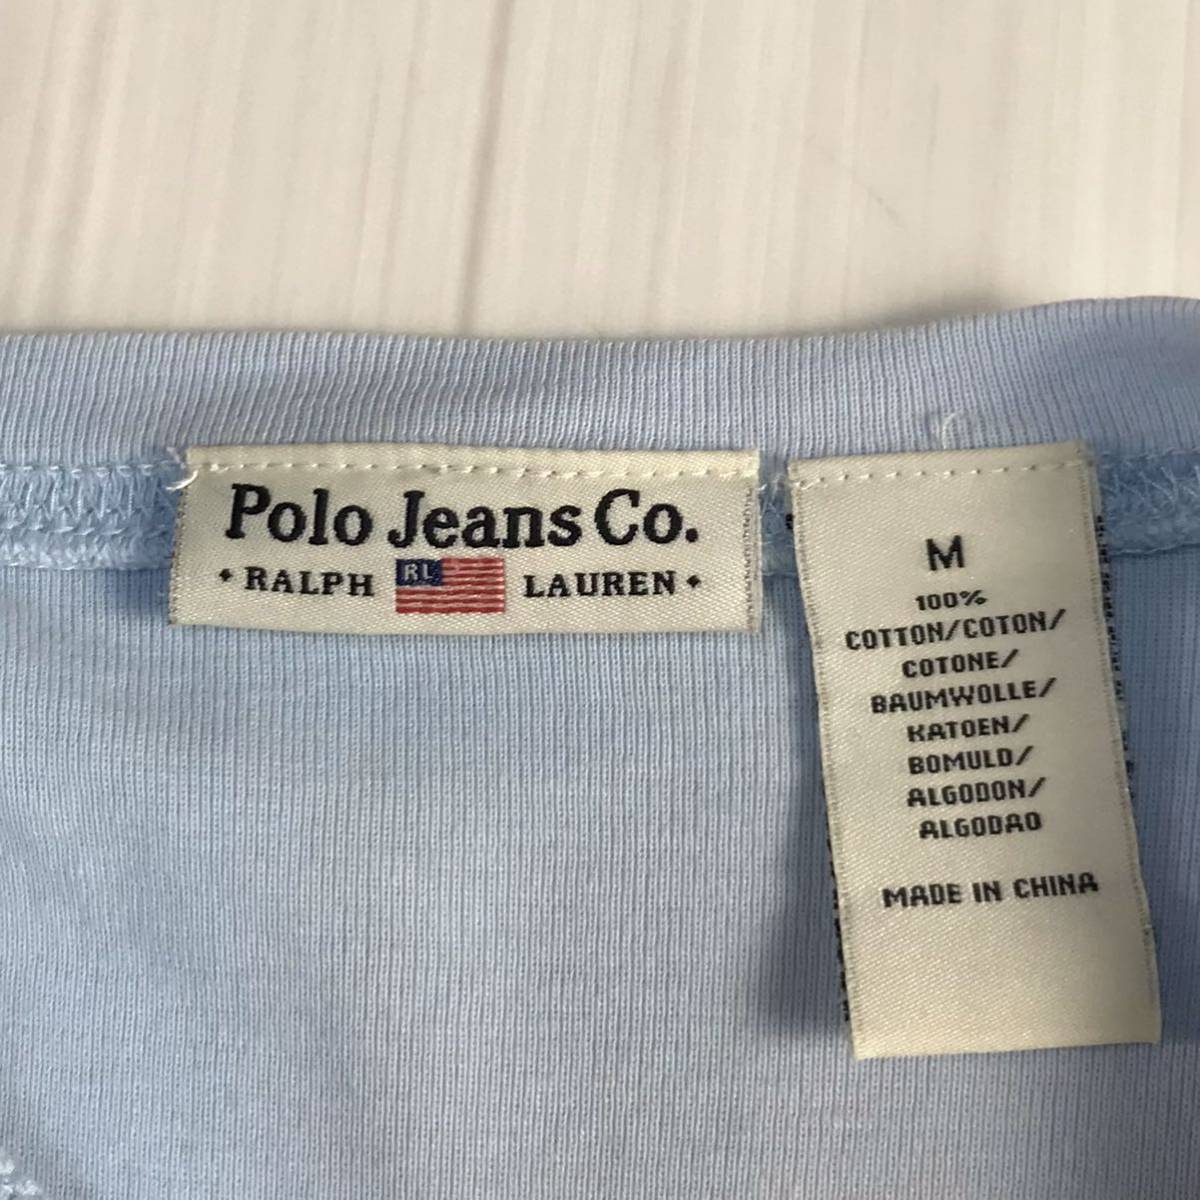 Polo Jeans Co.
RALPH RL LAUREN
M
100%
COTTON/COTON/
COTONE/
BAUMWOLLE/
KATOEN/
BOMULD/
ALGODON/
ALGODAO
MADE IN CHINA